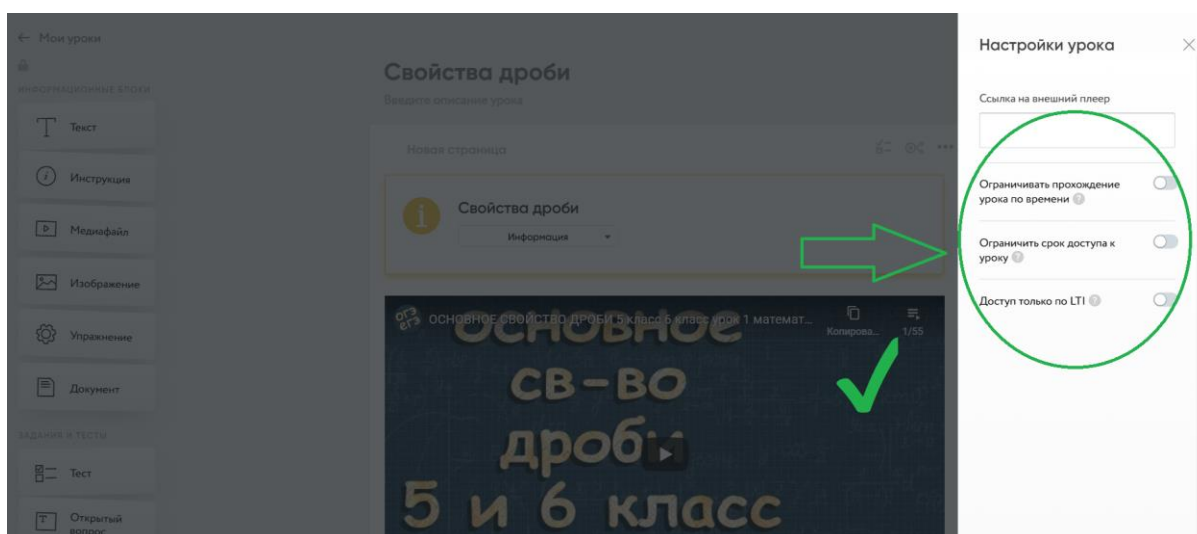 ← Мои уроки
ИНФОРМАЦИОННЫЕ БЛОКИ
Текст
Инструкция
Медиафайл
Изображение
Упражнение
Документ
ЗАДАНИЯ И ТЕСТЫ
Тест
Открытый
вопрос
Свойства дроби
Введите описание урока
Новая страница
Свойства дроби
Информация
ОГЭ
ЕГЭ
ОСНОВНОЕ СВОЙСТВО ДРОБИ 5 класс 6 класс урок 1 математ...
Копирова...
1/55
ОСНОВНОЕ
СВ-ВО
дроби
5 и 6 класс
Настройки урока
Ссылка на внешний плеер
Ограничивать прохождение
урока по времени ?
Ограничить срок доступа к
уроку ?
Доступ только по LTI ?